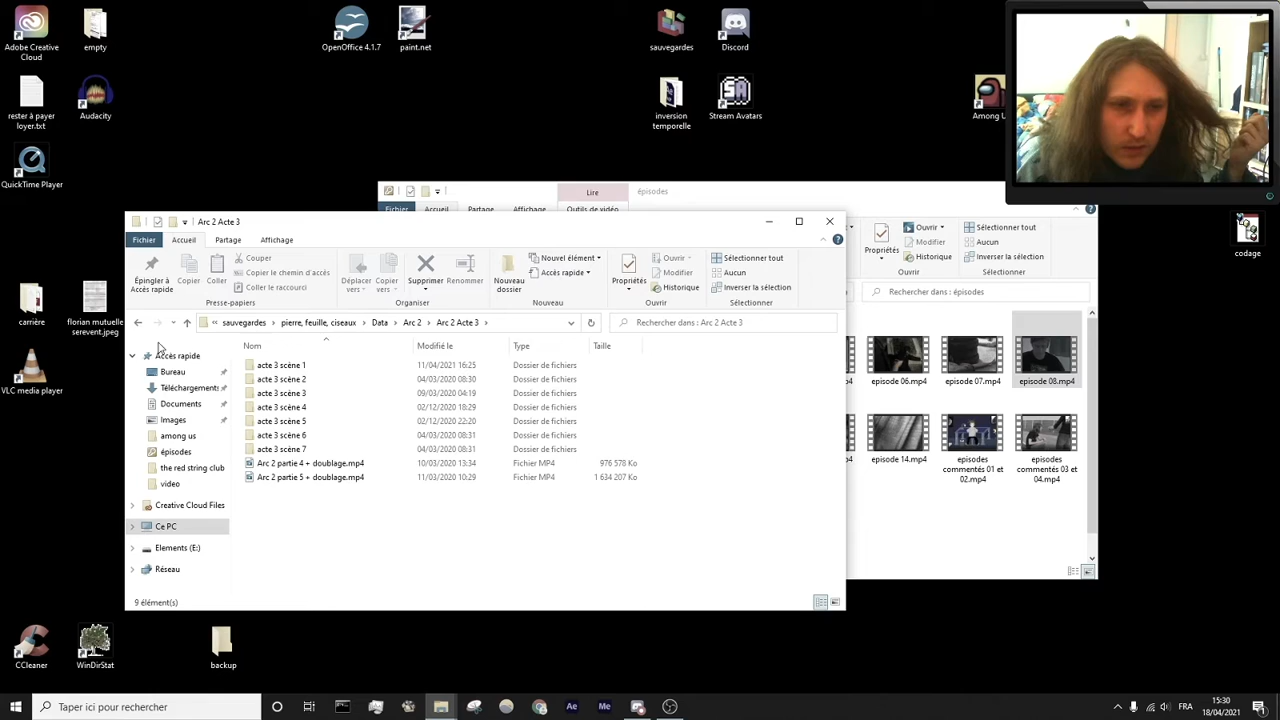 Adobe Creative
Cloud
empty
OpenOffice 4.1.7
paint.net
sauvegardes
Discord
rester à payer
loyer.txt
Audacity
inversion
temporelle
Stream Avatars
Among U
QuickTime Player
carrière
florian mutuelle
serevent.jpeg
VLC media player
CCleaner
WinDirStat
backup
codage
Lire
épisodes
Fichier
Accueil
Partage
Affichage
Outils de vidéo
Arc 2 Acte 3
Fichier
Accueil
Partage
Affichage
Épingler à
Accès rapide
Copier
Coller
Couper
Copier le chemin d'accès
Coller le raccourci
Presse-papiers
Déplacer
vers
Copier
vers
Supprimer
Renommer
Organiser
Nouveau
dossier
Nouvel élément
Accès rapide
Nouveau
Propriétés
Ouvrir
Modifier
Historique
Ouvrir
Sélectionner tout
Aucun
Inverser la sélection
Sélectionner
« sauvegardes › pierre, feuille, ciseaux › Data › Arc 2 › Arc 2 Acte 3 ›
Rechercher dans : Arc 2 Acte 3
Nom Modifié le Type Taille
acte 3 scène 1 11/04/2021 16:25 Dossier de fichiers
acte 3 scène 2 04/03/2020 08:30 Dossier de fichiers
acte 3 scène 3 09/03/2020 04:19 Dossier de fichiers
acte 3 scène 4 02/12/2020 18:29 Dossier de fichiers
acte 3 scène 5 02/12/2020 22:20 Dossier de fichiers
acte 3 scène 6 04/03/2020 08:31 Dossier de fichiers
acte 3 scène 7 04/03/2020 08:31 Dossier de fichiers
Arc 2 partie 4 + doublage.mp4 10/03/2020 13:34 Fichier MP4 976 578 Ko
Arc 2 partie 5 + doublage.mp4 11/03/2020 10:29 Fichier MP4 1 634 207 Ko
Accès rapide
Bureau
Téléchargements
Documents
Images
among us
épisodes
the red string club
video
Creative Cloud Files
Ce PC
Elements (E:)
Réseau
9 élément(s)
Propriétés
Ouvrir
Modifier
Historique
Ouvrir
Sélectionner tout
Aucun
Inverser la sélection
Sélectionner
Rechercher dans : épisodes
p4
episode 06.mp4
episode 07.mp4
episode 08.mp4
p4
episode 14.mp4
episodes
commentés 01 et
02.mp4
episodes
commentés 03 et
04.mp4
Taper ici pour rechercher
Ae
Me
FRA
15:30
18/04/2021